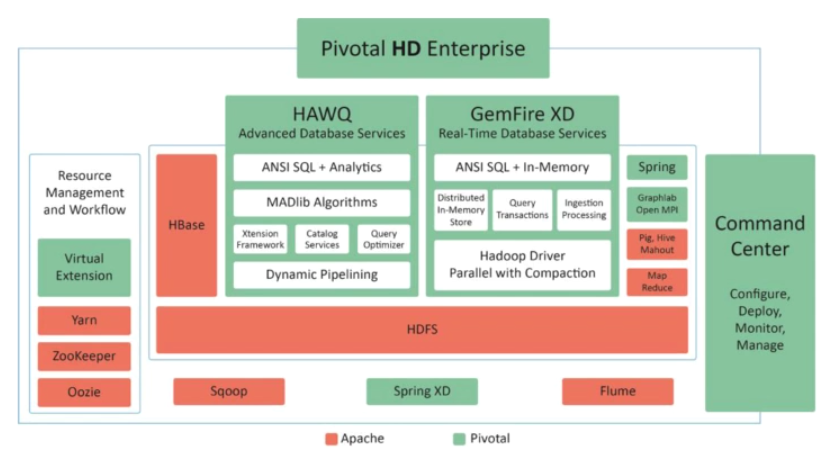 Pivotal HD Enterprise
HAWQ
Advanced Database Services
GemFire XD
Real-Time Database Services
Resource
Management
and Workflow
Virtual
Extension
Yarn
ZooKeeper
Oozie
HBase
ANSI SQL + Analytics
MADlib Algorithms
Xtension
Framework
Catalog
Services
Query
Optimizer
Dynamic Pipelining
ANSI SQL + In-Memory
Distributed
In-Memory
Store
Query
Transactions
Ingestion
Processing
Hadoop Driver
Parallel with Compaction
Spring
Graphlab
Open MPI
Pig, Hive
Mahout
Map
Reduce
HDFS
Command
Center
Configure,
Deploy,
Monitor,
Manage
Sqoop
Spring XD
Flume
Apache
Pivotal